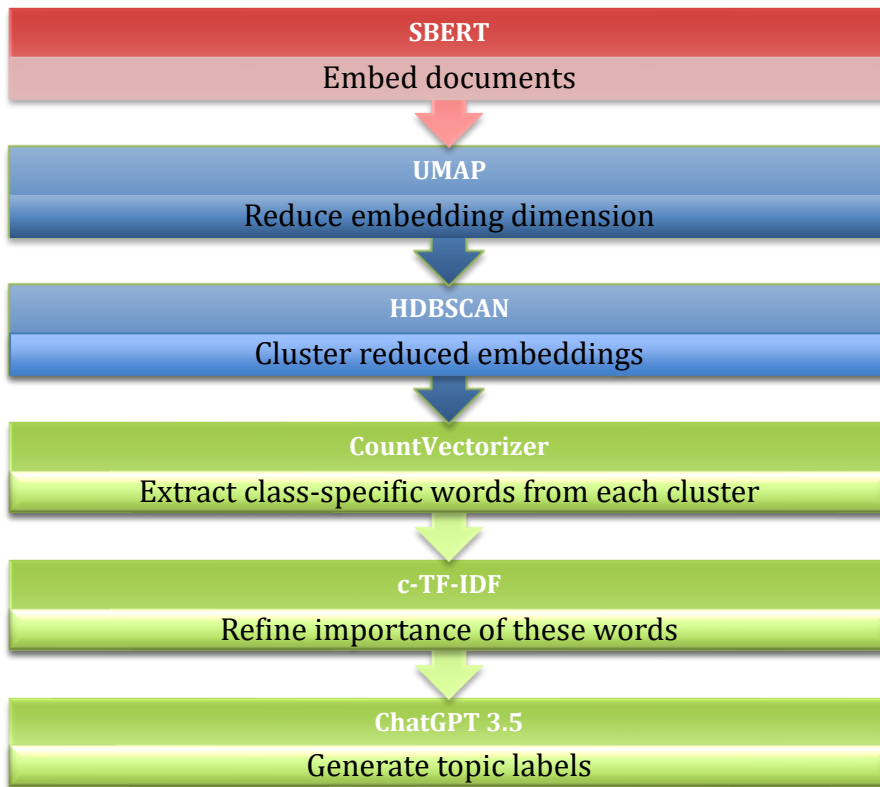 SBERT
Embed documents
UMAP
Reduce embedding dimension
HDBSCAN
Cluster reduced embeddings
CountVectorizer
Extract class-specific words from each cluster
c-TF-IDF
Refine importance of these words
ChatGPT 3.5
Generate topic labels